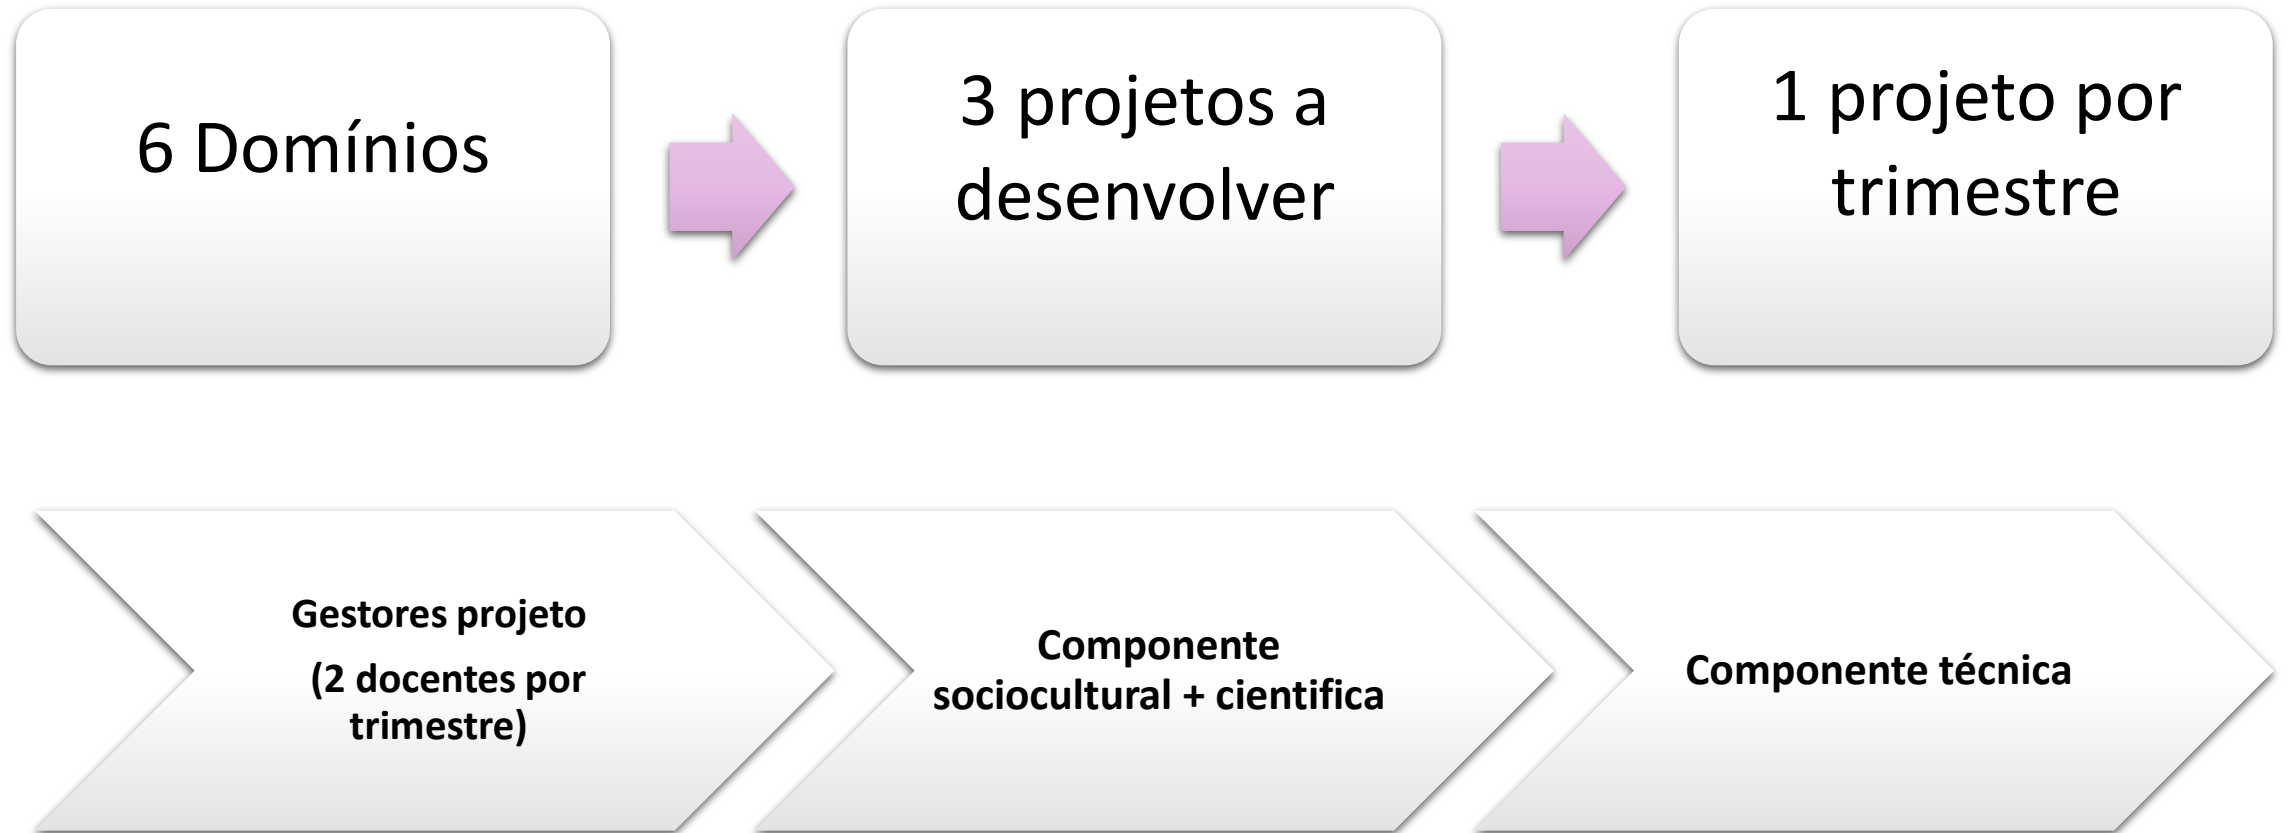 6 Domínios
3 projetos a
desenvolver
1 projeto por
trimestre
Gestores projeto
(2 docentes por
trimestre)
Componente
sociocultural + cientifica
Componente técnica